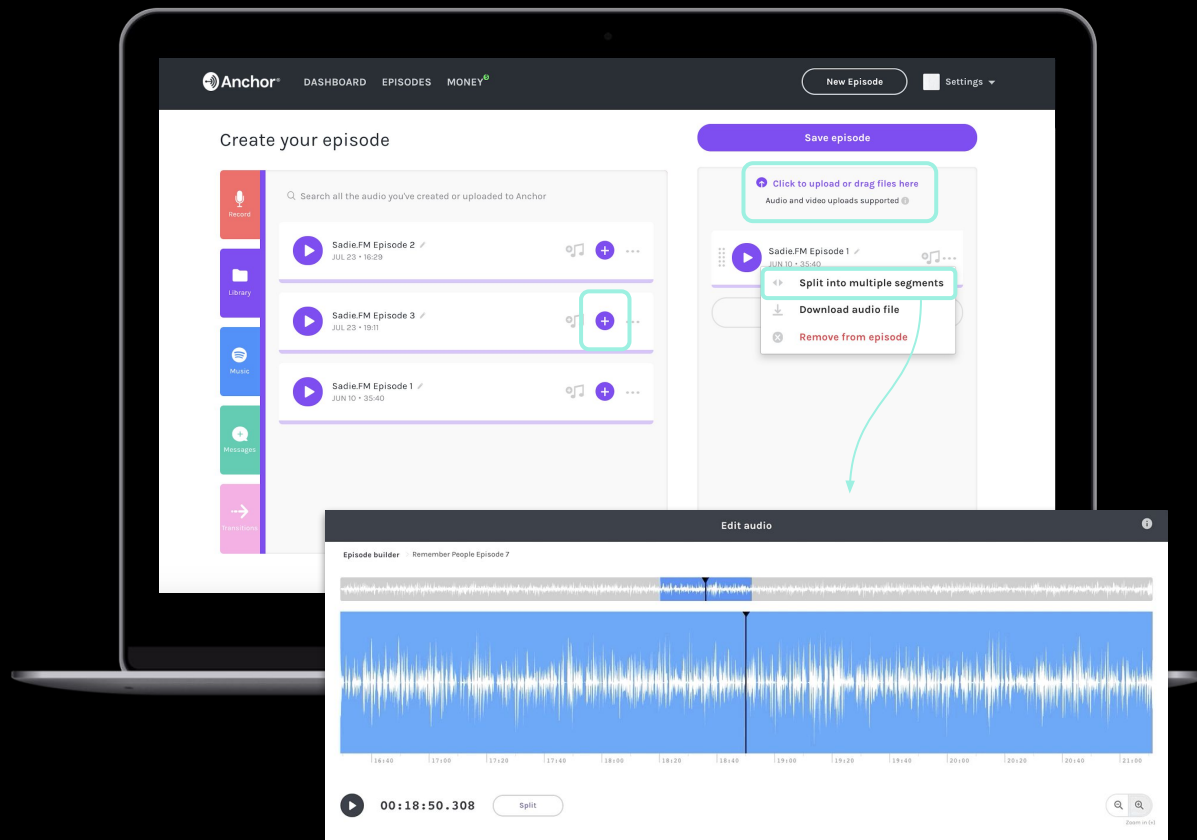 Anchor®
DASHBOARD EPISODES MONEY
New Episode
Settings
Create your episode
Save episode
Record
Library
Music
Messages
Transitions
Search all the audio you've created or uploaded to Anchor
Sadie.FM Episode 2
JUL 23 • 16:29
Sadie.FM Episode 3
JUL 23 • 19:11
Sadie.FM Episode 1
JUN 10 • 35:40
Click to upload or drag files here
Audio and video uploads supported
Sadie.FM Episode 1
JUN 10 • 35:40
Split into multiple segments
Download audio file
Remove from episode
Edit audio
Episode builder Remember People Episode 7
16:40 17:00 17:20 17:40 18:00 18:20 18:40 19:00 19:20 19:40 20:00 20:20 20:40 21:00
00:18:50.308
Split
Zoom in (x)